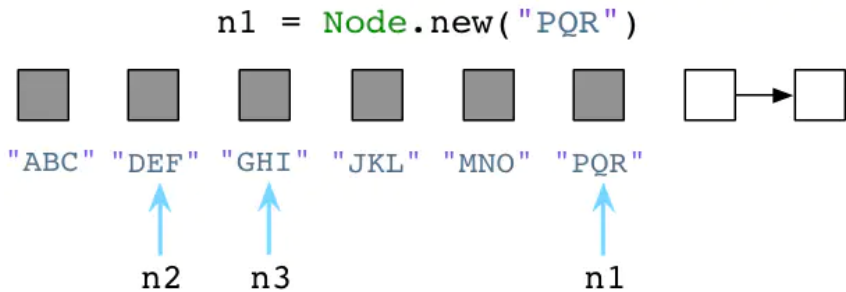 n1 = Node.new("PQR")
"ABC" "DEF" "GHI" "JKL" "MNO" "PQR"
n2 n3 n1